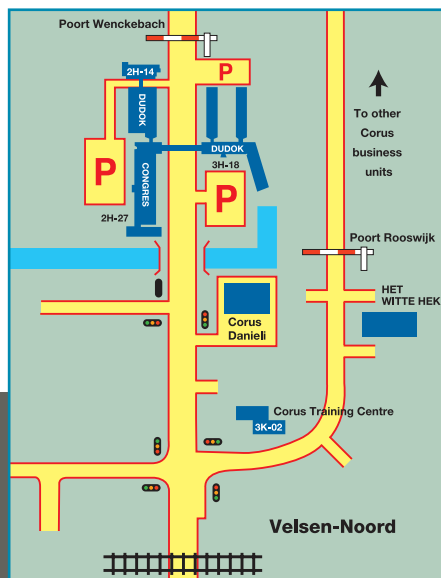 Poort Wenckebach
2H-14
P
DUDOK
To other
Corus
business
units
DUDOK
3H-18
P
CONGRES
P
2H-27
Poort Rooswijk
HET
WITTE HEK
Corus
Danieli
Corus Training Centre
3K-02
Velsen-Noord